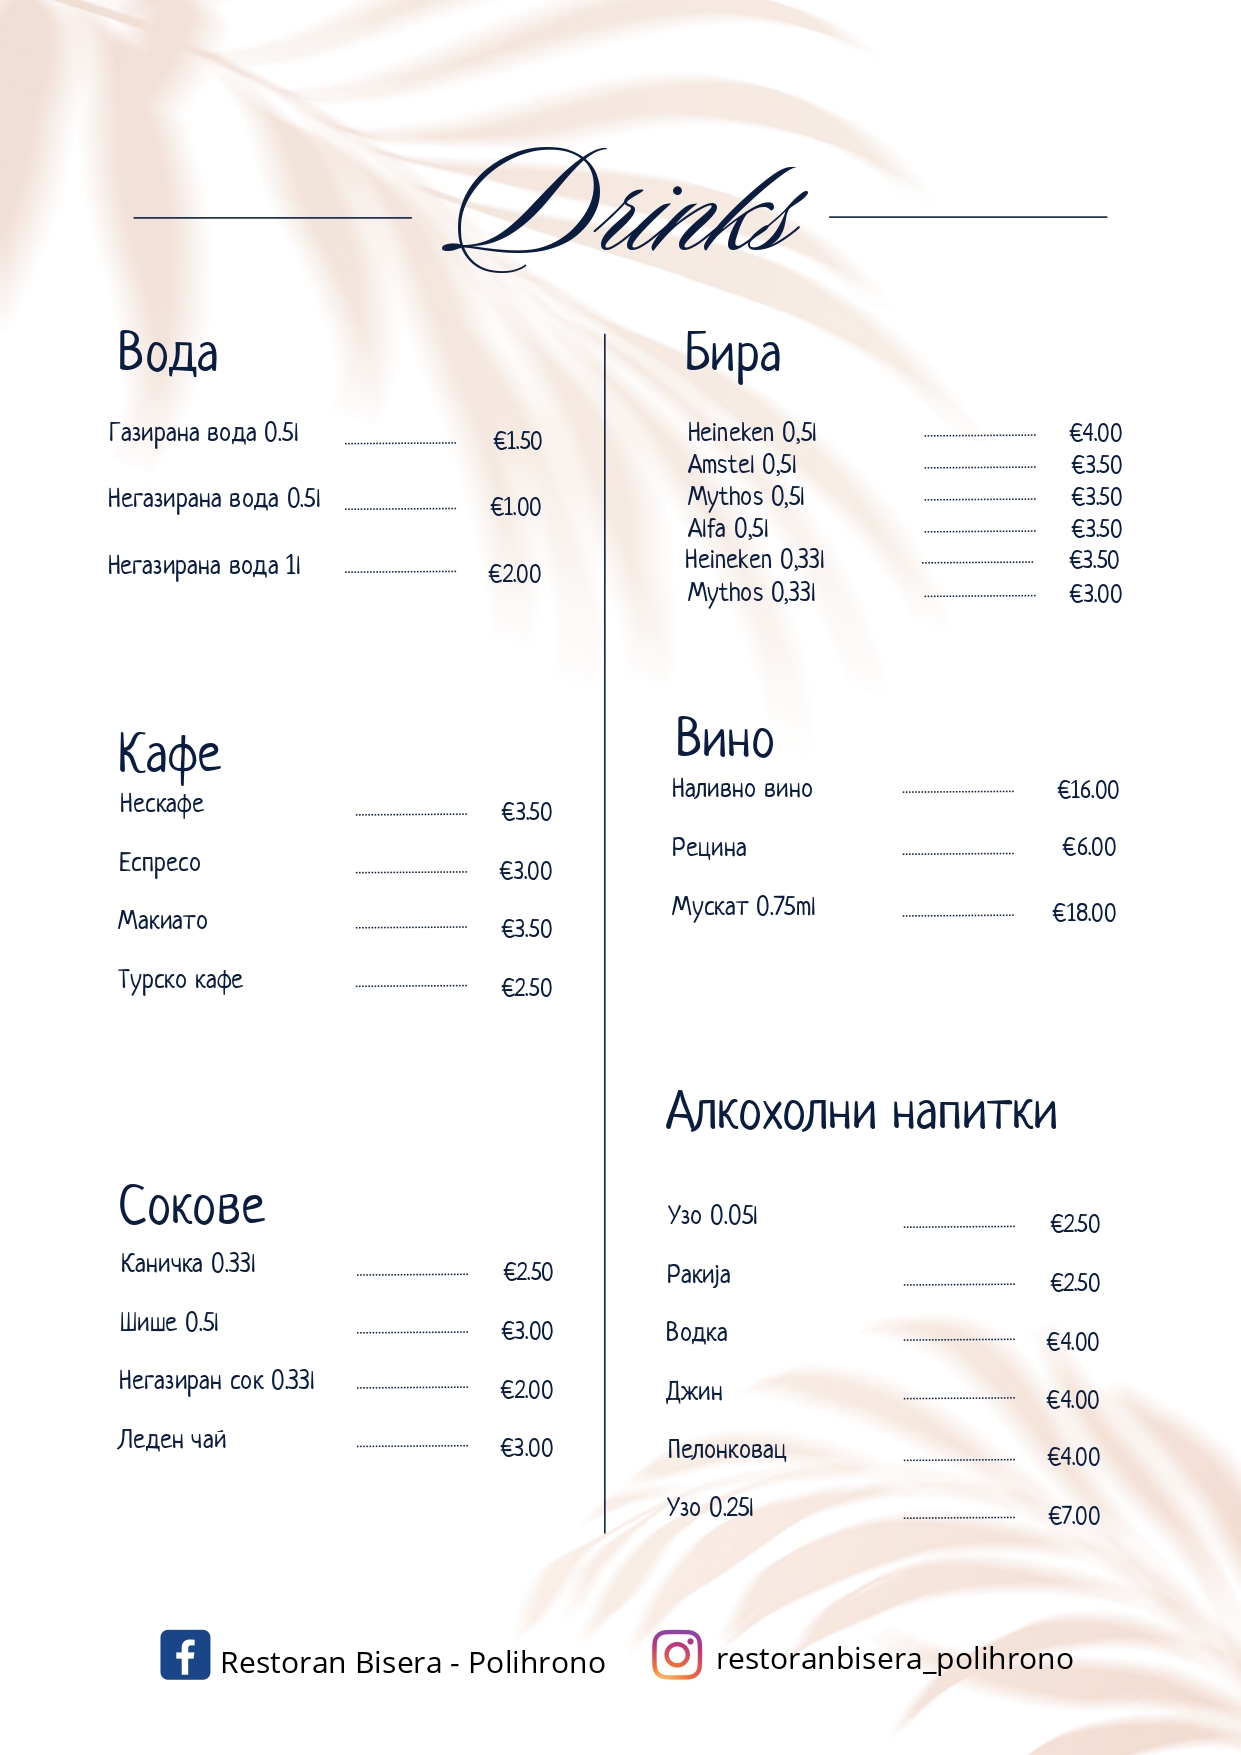 Drinks
Вода
Газирана вода 0.5l €1.50
Негазирана вода 0.5l €1.00
Негазирана вода 1l €2.00
Кафе
Нескафе €3.50
Еспресо €3.00
Макиато €3.50
Турско кафе €2.50
Сокове
Каничка 0.33l €2.50
Шише 0.5l €3.00
Негазиран сок 0.33l €2.00
Леден чай €3.00
Бира
Heineken 0,5l €4.00
Amstel 0,5l €3.50
Mythos 0,5l €3.50
Alfa 0,5l €3.50
Heineken 0,33l €3.50
Mythos 0,33l €3.00
Вино
Наливно вино €16.00
Рецина €6.00
Мускат 0.75ml €18.00
Алкохолни напитки
Узо 0.05l €2.50
Ракија €2.50
Водка €4.00
Джин €4.00
Пелонковац €4.00
Узо 0.25l €7.00
Restoran Bisera - Polihrono
restoranbisera_polihrono